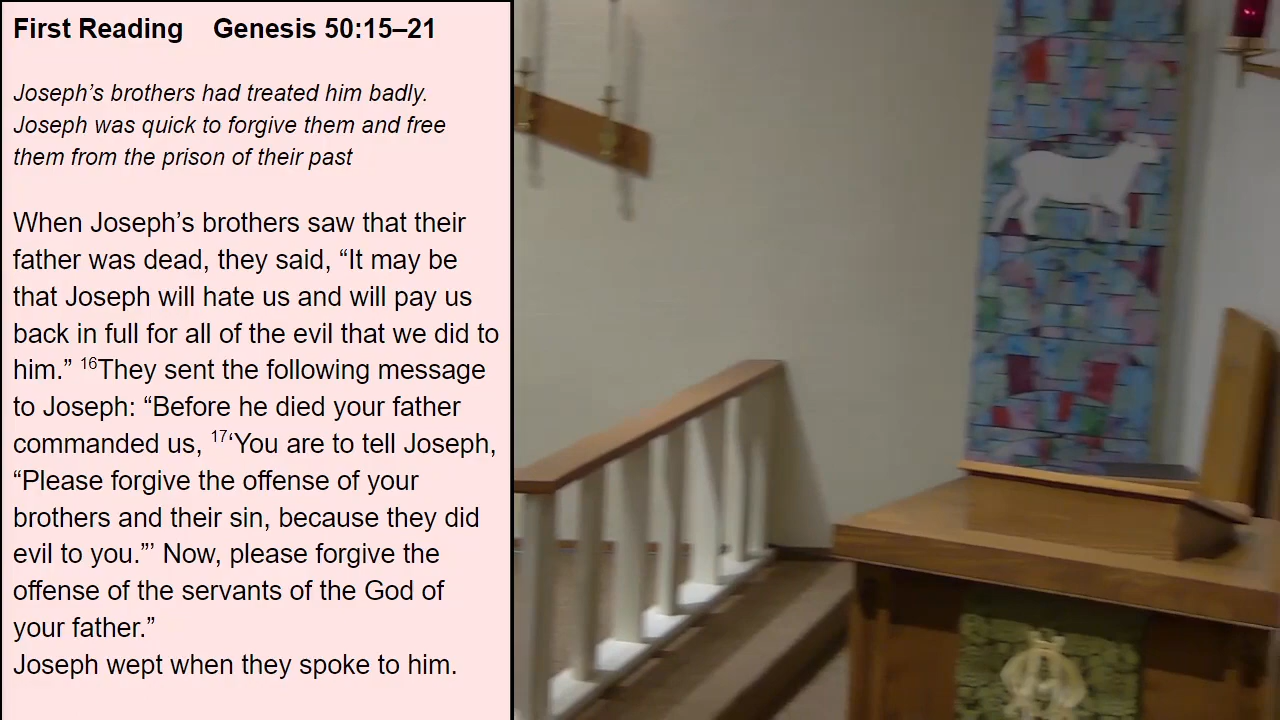 First Reading    Genesis 50:15–21
Joseph’s brothers had treated him badly.
Joseph was quick to forgive them and free
them from the prison of their past
When Joseph’s brothers saw that their
father was dead, they said, “It may be
that Joseph will hate us and will pay us
back in full for all of the evil that we did to
him.” ¹⁶They sent the following message
to Joseph: “Before he died your father
commanded us, ¹⁷‘You are to tell Joseph,
“Please forgive the offense of your
brothers and their sin, because they did
evil to you.”’ Now, please forgive the
offense of the servants of the God of
your father.”
Joseph wept when they spoke to him.